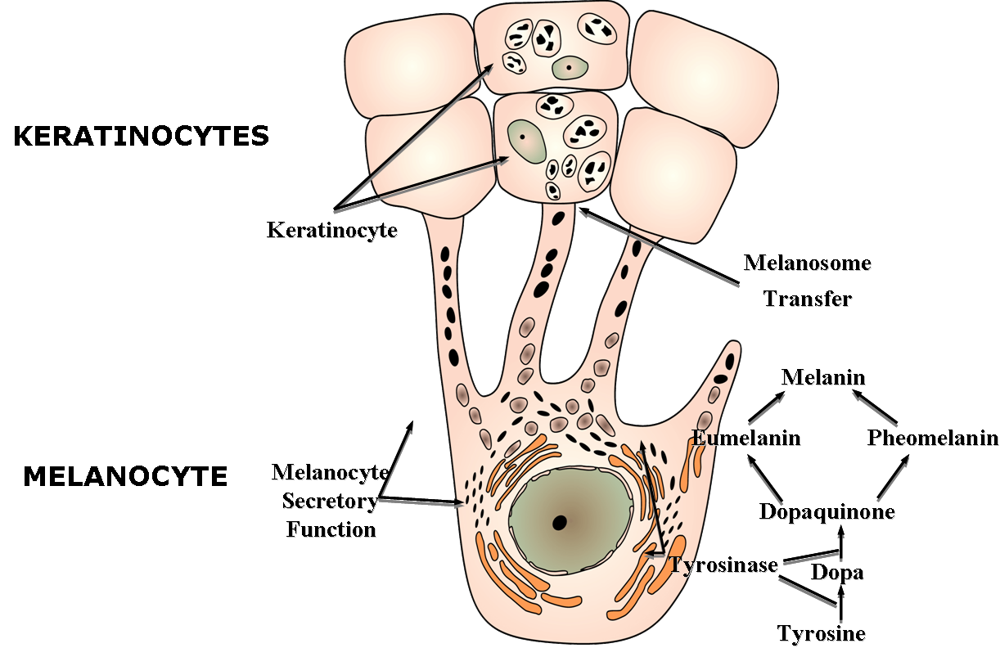 KERATINOCYTES
Keratinocyte
Melanosome
Transfer
Melanin
Eumelanin
Pheomelanin
MELANOCYTE
Melanocyte
Secretory
Function
Dopaquinone
Tyrosinase
Dopa
Tyrosine